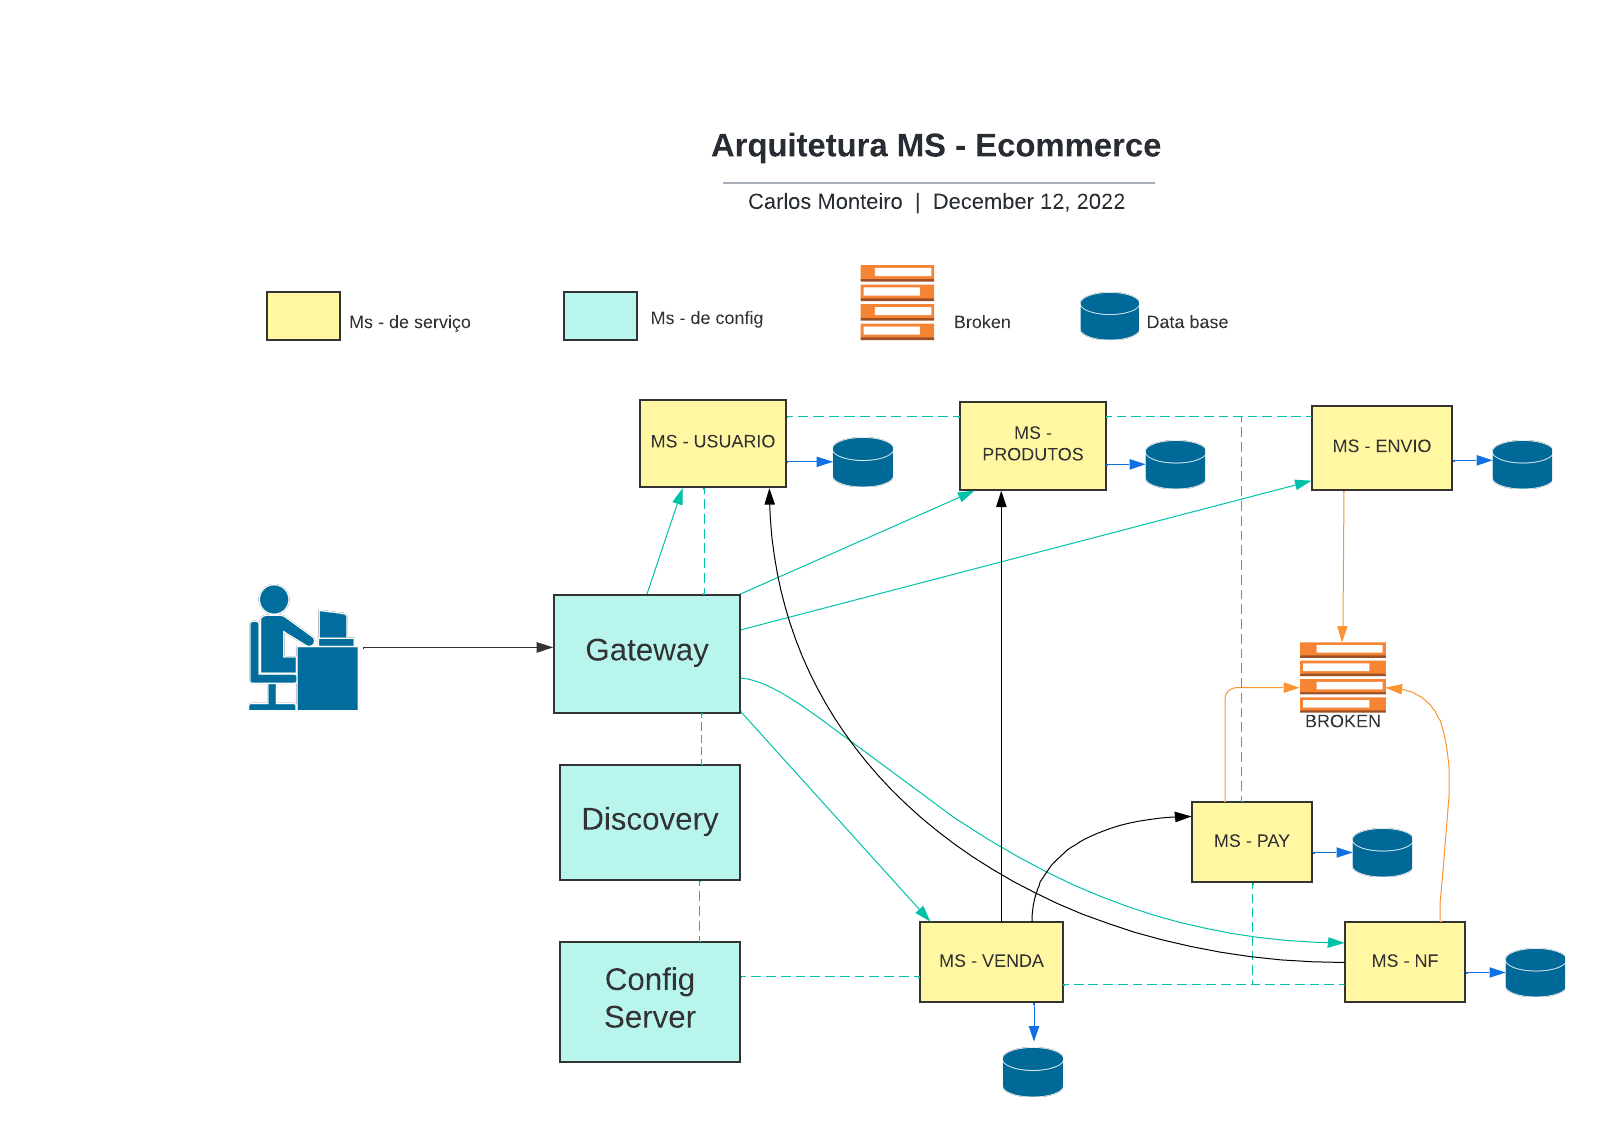 Arquitetura MS - Ecommerce
Carlos Monteiro | December 12, 2022
Ms - de serviço
Ms - de config
Broken
Data base
MS - USUARIO
MS -
PRODUTOS
MS - ENVIO
Gateway
BROKEN
Discovery
MS - PAY
MS - VENDA
MS - NF
Config
Server